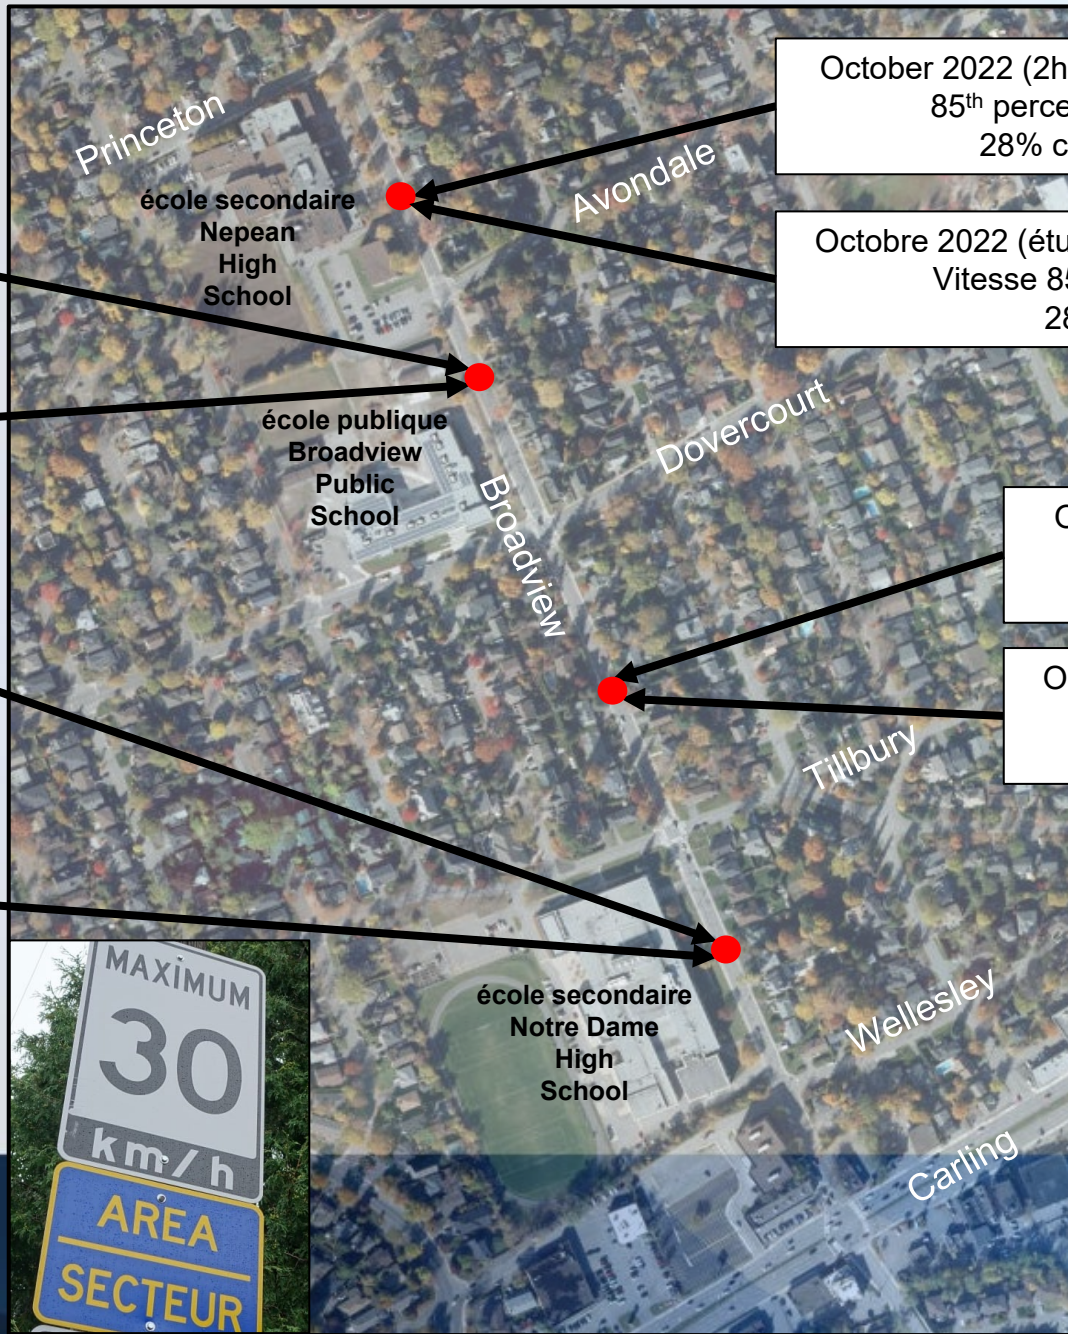 October 2022 (2h
85th perce
28% c
Princeton
Avondale
école secondaire
Nepean
High
School
Octobre 2022 (étu
Vitesse 85
28
Dovercourt
école publique
Broadview
Public
School
Broadview
O
Tillbury
école secondaire
Notre Dame
High
School
Wellesley
Carling
MAXIMUM
30
km/h
AREA
SECTEUR